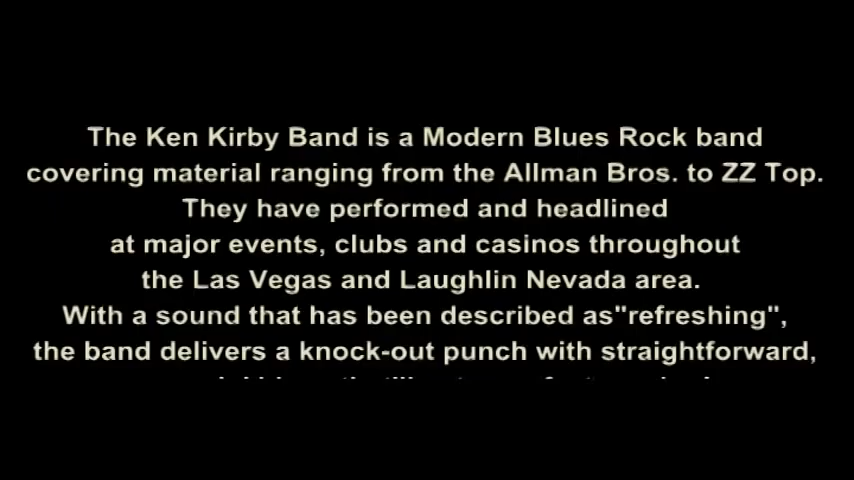 The Ken Kirby Band is a Modern Blues Rock band
covering material ranging from the Allman Bros. to ZZ Top.
They have performed and headlined
at major events, clubs and casinos throughout
the Las Vegas and Laughlin Nevada area.
With a sound that has been described as"refreshing",
the band delivers a knock-out punch with straightforward,